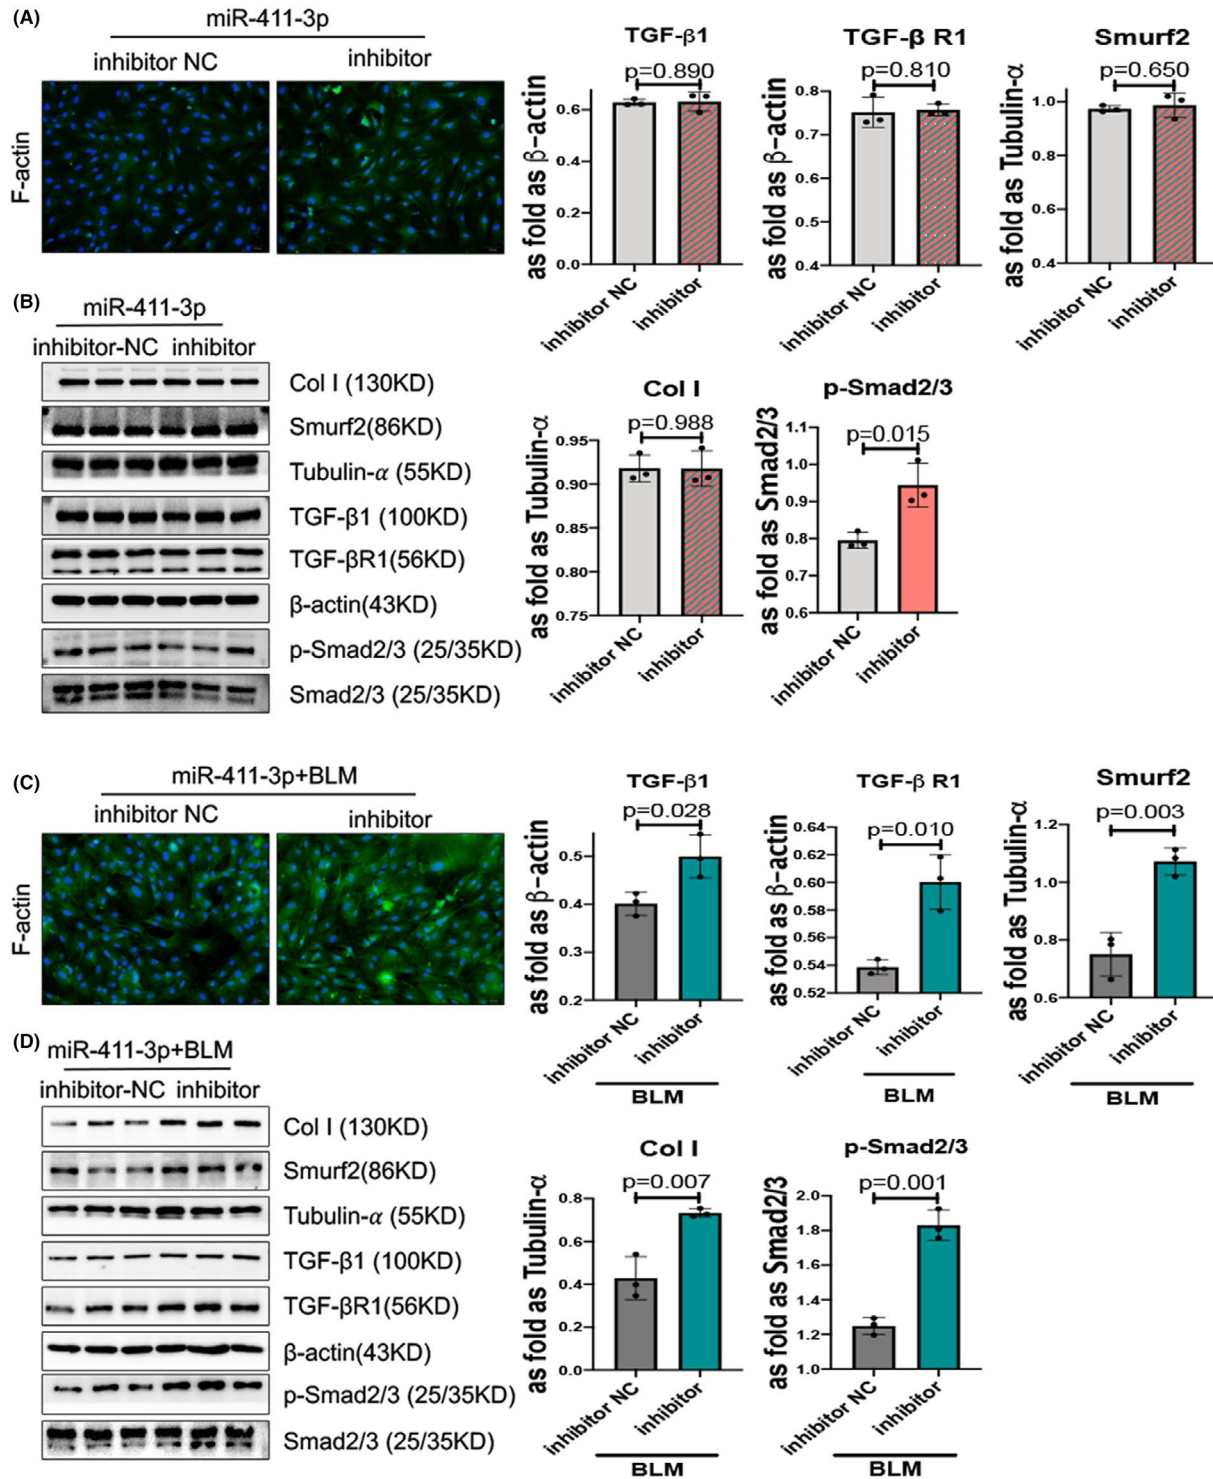 (A)
miR-411-3p
inhibitor NC
inhibitor
F-actin
TGF-β1
p=0.890
as fold as β-actin
0.6
0.4
0.2
0.0
inhibitor NC
inhibitor
TGF-β R1
p=0.810
as fold as β-actin
0.8
0.7
0.6
0.5
0.4
inhibitor NC
inhibitor
Smurf2
p=0.650
as fold as Tubulin-α
1.0
0.8
0.6
0.4
inhibitor NC
inhibitor
(B)
miR-411-3p
inhibitor-NC inhibitor
Col I (130KD)
Smurf2(86KD)
Tubulin-α (55KD)
TGF-β1 (100KD)
TGF-βR1(56KD)
β-actin(43KD)
p-Smad2/3 (25/35KD)
Smad2/3 (25/35KD)
Col I
p=0.988
as fold as Tubulin-α
0.95
0.90
0.85
0.80
0.75
inhibitor NC
inhibitor
p-Smad2/3
p=0.015
as fold as Smad2/3
1.1
1.0
0.9
0.8
0.7
0.6
inhibitor NC
inhibitor
(C)
miR-411-3p+BLM
inhibitor NC
inhibitor
F-actin
TGF-β1
p=0.028
as fold as β-actin
0.5
0.4
0.3
0.2
inhibitor NC
inhibitor
BLM
TGF-β R1
p=0.010
as fold as β-actin
0.64
0.62
0.60
0.58
0.56
0.54
0.52
inhibitor NC
inhibitor
BLM
Smurf2
p=0.003
as fold as Tubulin-α
1.2
1.0
0.8
0.6
inhibitor NC
inhibitor
BLM
(D)
miR-411-3p+BLM
inhibitor-NC inhibitor
Col I (130KD)
Smurf2(86KD)
Tubulin-α (55KD)
TGF-β1 (100KD)
TGF-βR1(56KD)
β-actin(43KD)
p-Smad2/3 (25/35KD)
Smad2/3 (25/35KD)
Col I
p=0.007
as fold as Tubulin-α
0.8
0.6
0.4
0.2
0.0
inhibitor NC
inhibitor
BLM
p-Smad2/3
p=0.001
as fold as Smad2/3
2.0
1.8
1.6
1.4
1.2
1.0
inhibitor NC
inhibitor
BLM